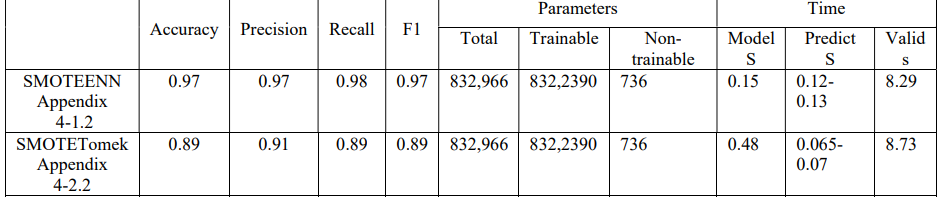 Parameters Time
Accuracy Precision Recall F1
Total Trainable Non-trainable Model S Predict S Valid s
SMOTEENN Appendix 4-1.2 0.97 0.97 0.98 0.97 832,966 832,2390 736 0.15 0.12-0.13 8.29
SMOTETomek Appendix 4-2.2 0.89 0.91 0.89 0.89 832,966 832,2390 736 0.48 0.065-0.07 8.73